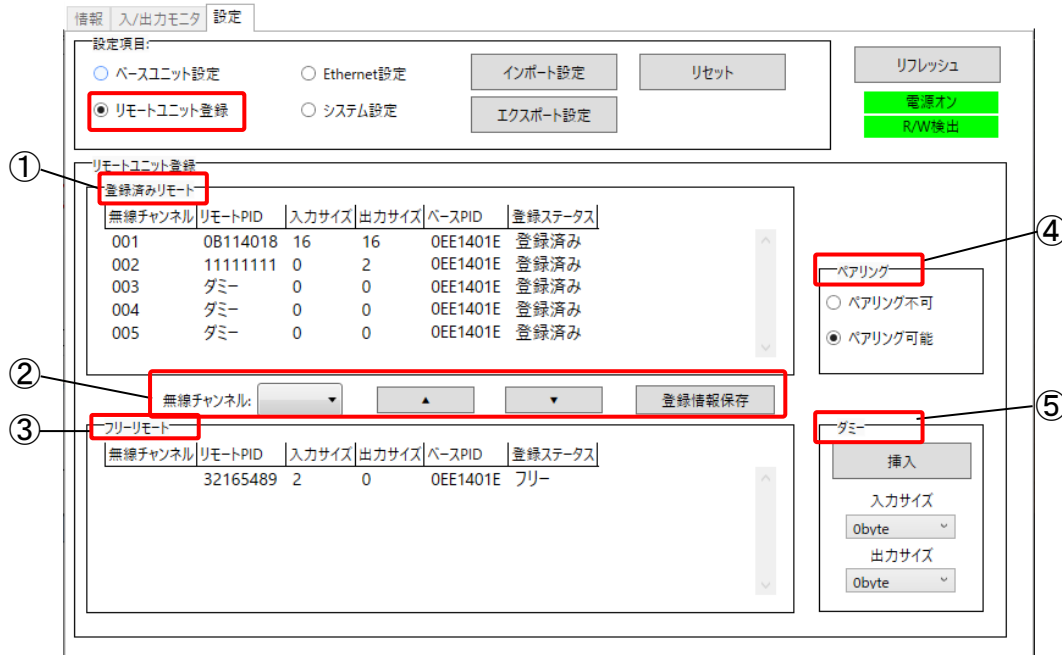 情報 入/出力モニタ 設定
設定項目:
ベースユニット設定 Ethernet設定 インポート設定 リセット リフレッシュ
リモートユニット登録 システム設定 エクスポート設定 電源オン
R/W検出
① リモートユニット登録
登録済みリモート
無線チャンネル リモートPID 入力サイズ 出力サイズ ベースPID 登録ステータス
001 0B114018 16 16 0EE1401E 登録済み
002 11111111 0 2 0EE1401E 登録済み
003 ダミー 0 0 0EE1401E 登録済み
004 ダミー 0 0 0EE1401E 登録済み
005 ダミー 0 0 0EE1401E 登録済み
④
ペアリング
ペアリング不可
ペアリング可能
②
無線チャンネル: ▼ ▲ ▼ 登録情報保存
③ フリーリモート
無線チャンネル リモートPID 入力サイズ 出力サイズ ベースPID 登録ステータス
32165489 2 0 0EE1401E フリー
⑤
ダミー
挿入
入力サイズ
0byte
出力サイズ
0byte